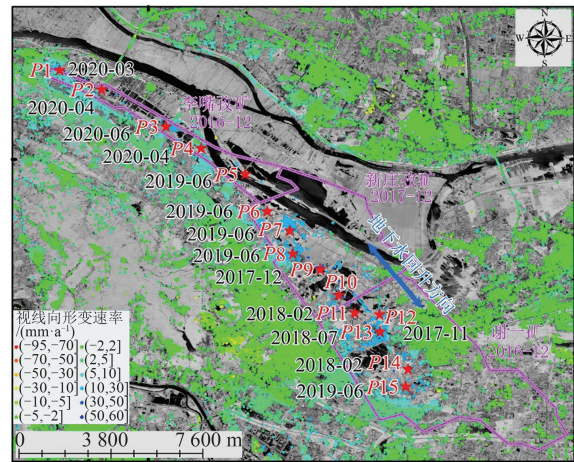 N
W
E
S
P1
2020-03
P2
2020-04
李嘴孜矿
2016-12
2020-06
P3
2020-04
P4
2019-06
P5
新庄孜矿
2017-12
2019-06
P6
2019-06
P7
地下水回升方向
2019-06
P8
2017-12
P9
P10
2018-02
P11
P12
2018-07
P13
2017-11
谢一矿
2016-12
2018-02
P14
2019-06
P15
视线向形变速率
/(mm·a⁻¹)
(−95,−70]
(−2,2]
(−70,−50]
(2,5]
(−50,−30]
(5,10]
(−30,−10]
(10,30]
(−10,−5]
(30,50]
(−5,−2]
(50,60]
0
3 800
7 600 m